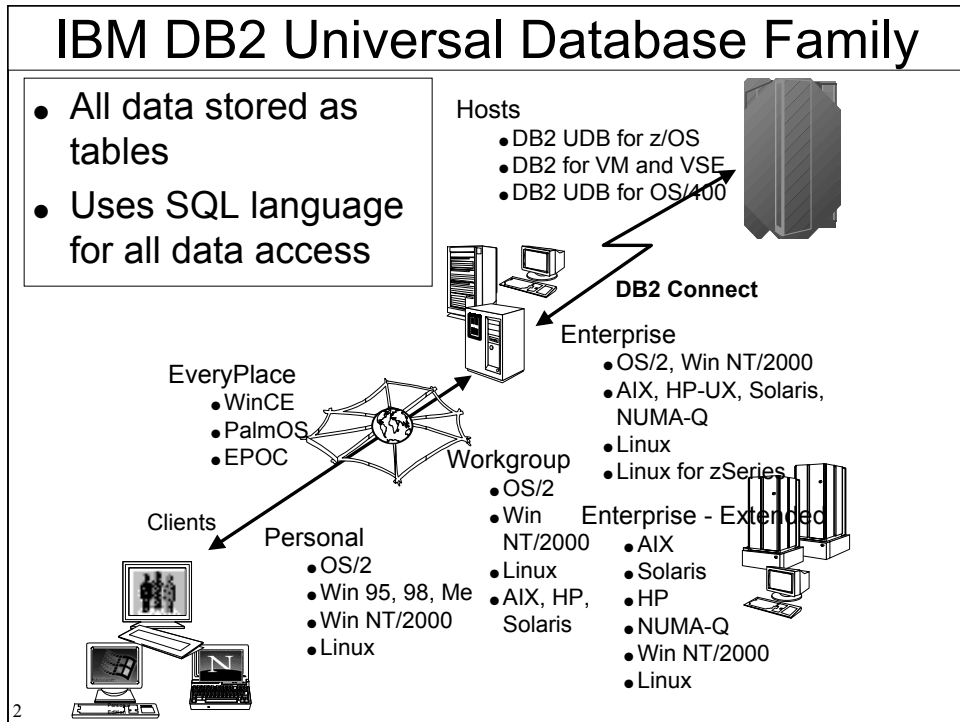 IBM DB2 Universal Database Family
● All data stored as
tables
● Uses SQL language
for all data access
Hosts
● DB2 UDB for z/OS
● DB2 for VM and VSE
● DB2 UDB for OS/400
DB2 Connect
Enterprise
● OS/2, Win NT/2000
● AIX, HP-UX, Solaris,
NUMA-Q
● Linux
● Linux for zSeries
EveryPlace
● WinCE
● PalmOS
● EPOC
Workgroup
● OS/2
● Win
NT/2000
● Linux
● AIX, HP,
Solaris
Enterprise - Extended
● AIX
● Solaris
● HP
● NUMA-Q
● Win NT/2000
● Linux
Clients
Personal
● OS/2
● Win 95, 98, Me
● Win NT/2000
● Linux
N
2